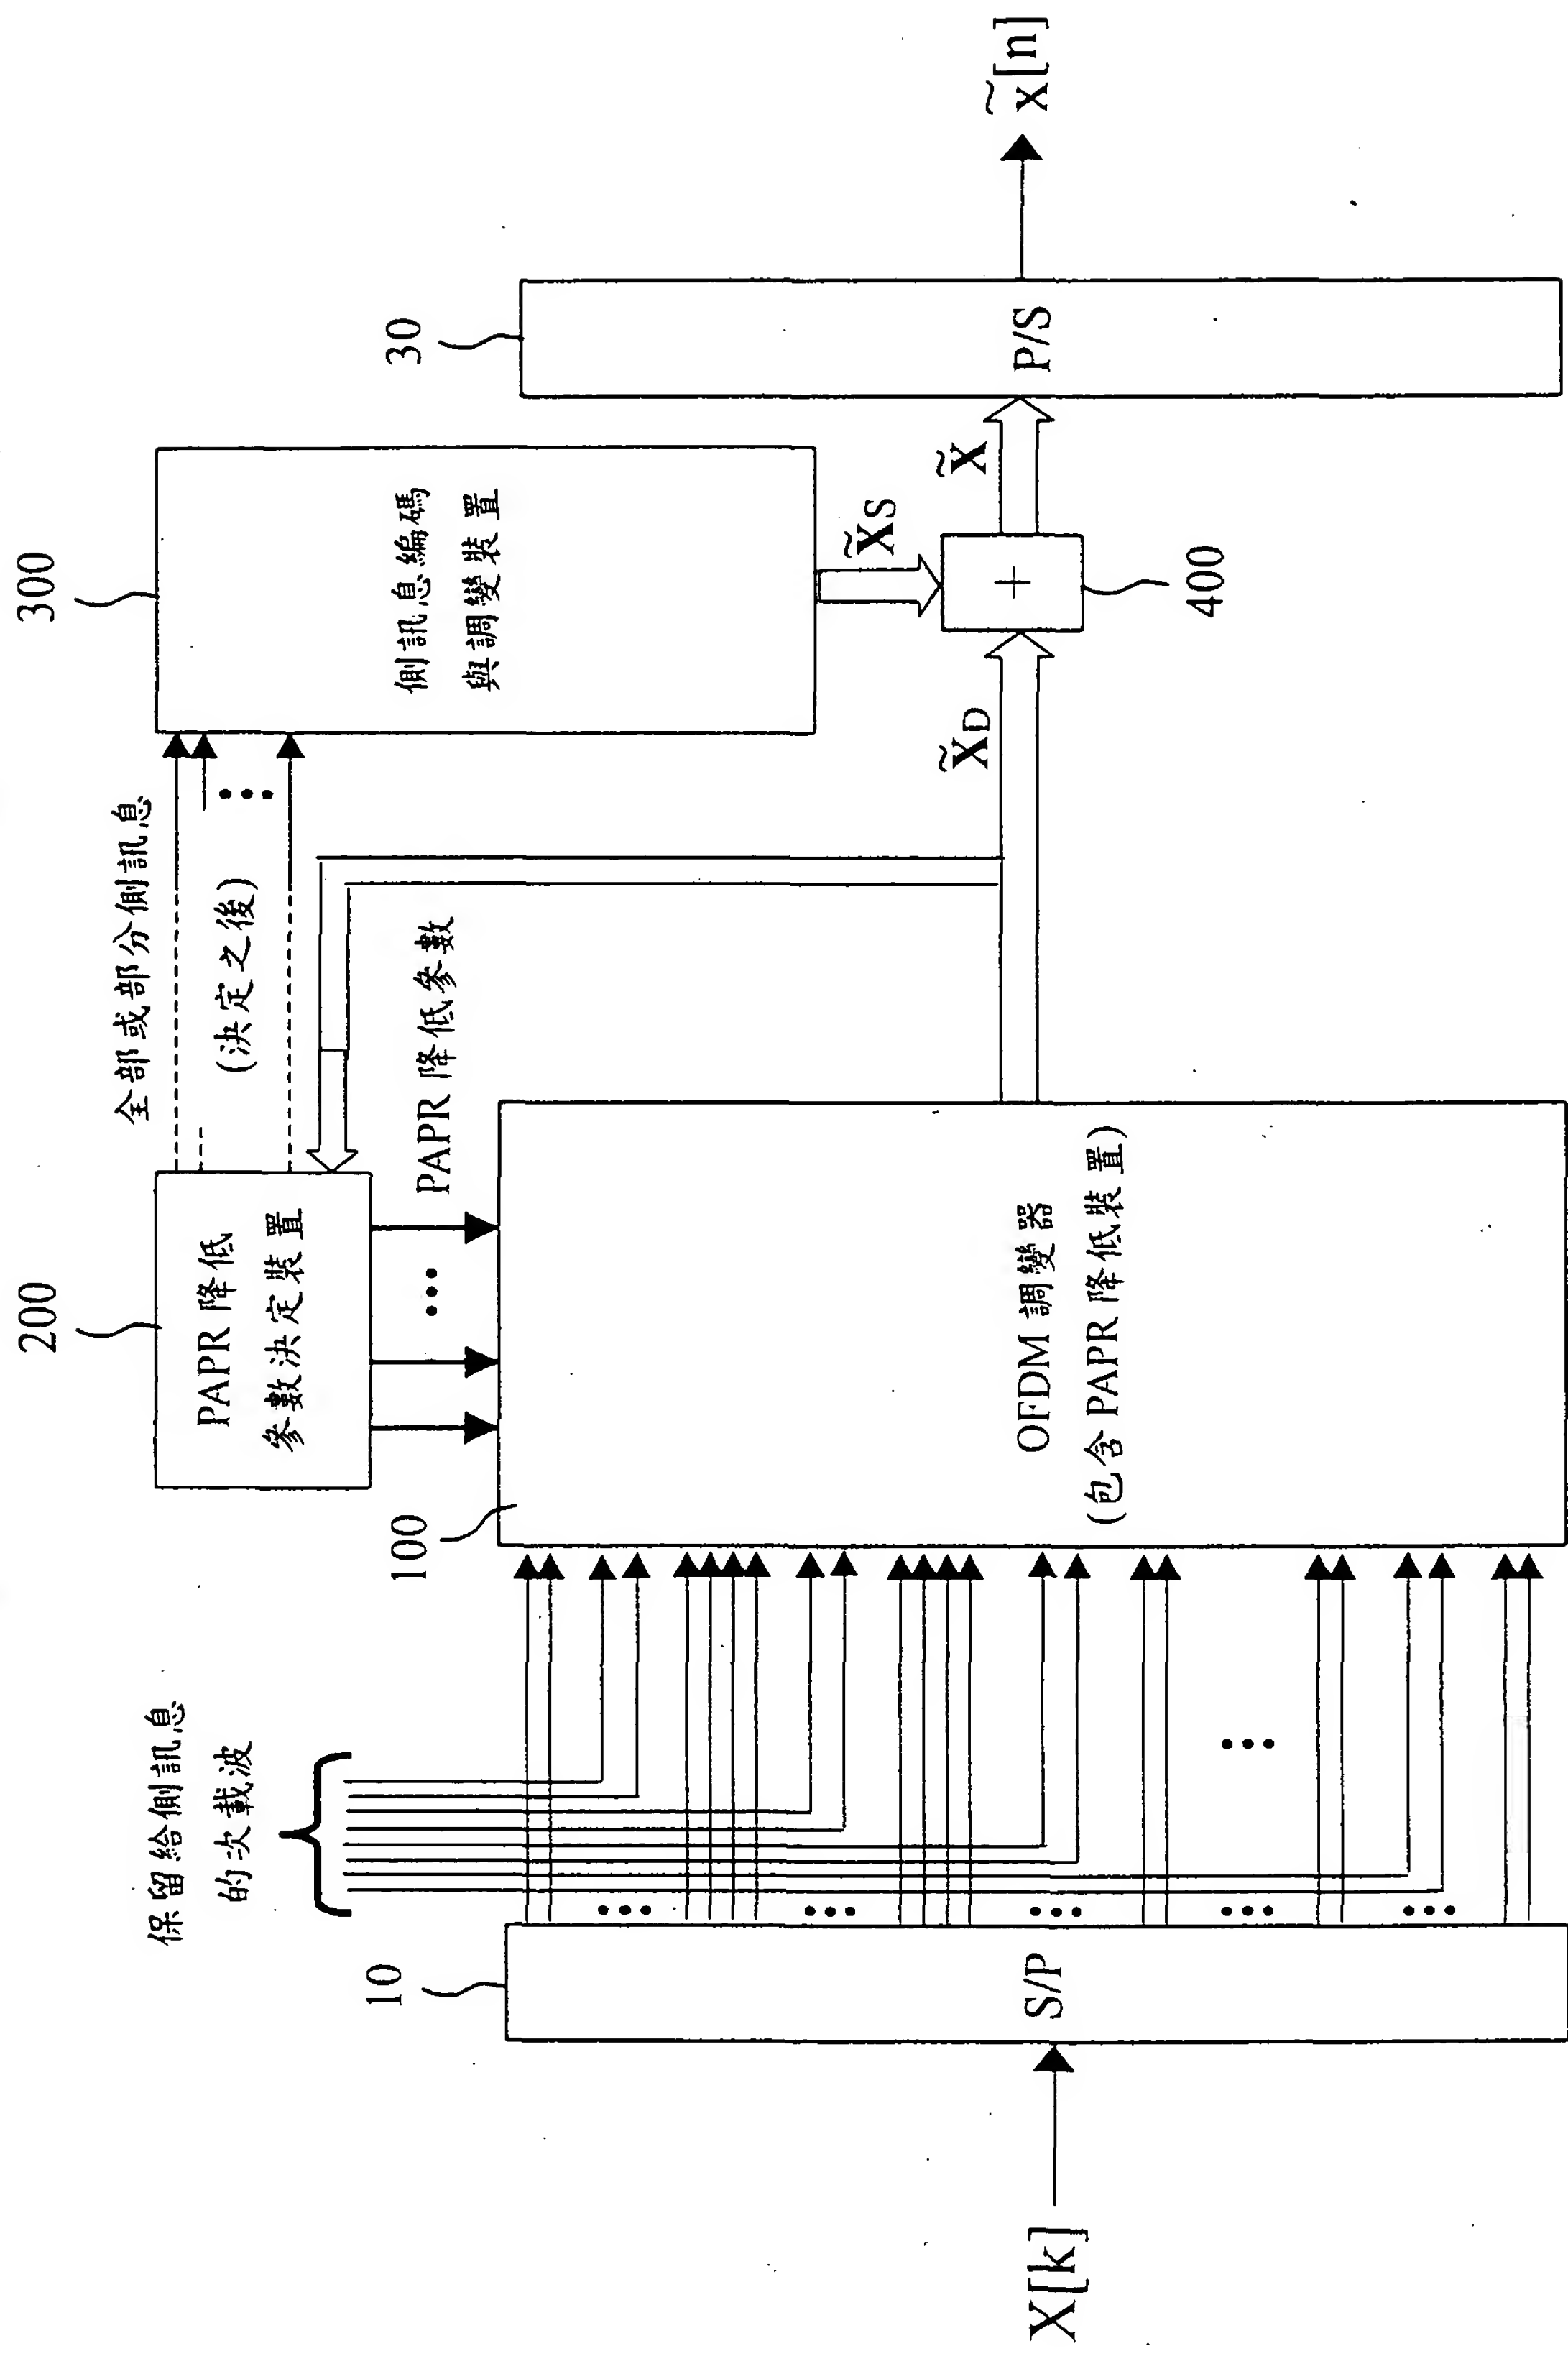 保留給側訊息
的次載波
全部或部分側訊息
(決定之後)
200
PAPR 降低
參數決定裝置
300
側訊息編碼
與調變裝置
PAPR 降低參數
10
S/P
X[k]
100
OFDM 調變器
(包含 PAPR 降低裝置)
x̃D
x̃S
+
400
x̃
30
P/S
x̃[n]